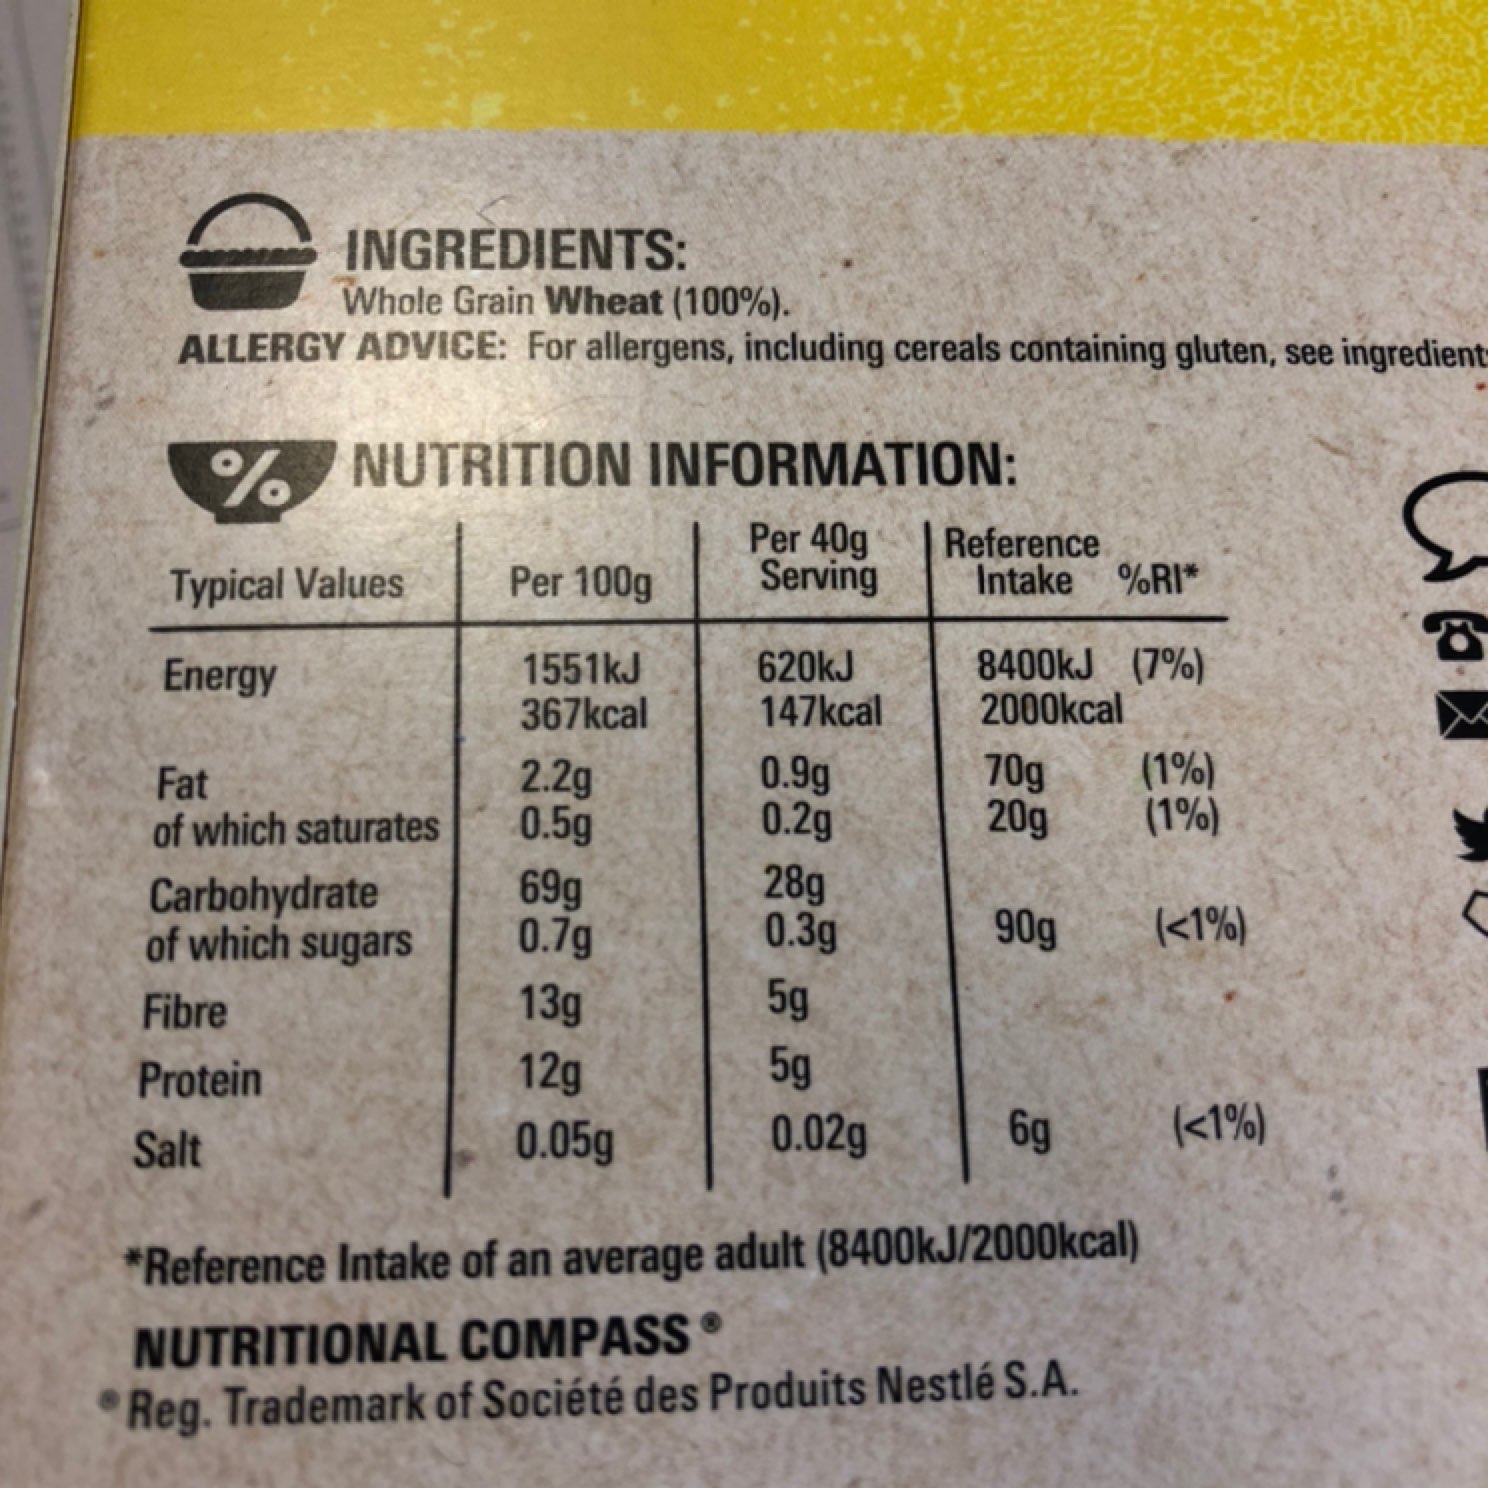 INGREDIENTS:
Whole Grain Wheat (100%).
ALLERGY ADVICE: For allergens, including cereals containing gluten, see ingredient
% NUTRITION INFORMATION:
Typical Values Per 100g Per 40g Serving Reference Intake %RI*
Energy 1551kJ 620kJ 8400kJ (7%)
367kcal 147kcal 2000kcal
Fat 2.2g 0.9g 70g (1%)
of which saturates 0.5g 0.2g 20g (1%)
Carbohydrate 69g 28g
of which sugars 0.7g 0.3g 90g (<1%)
Fibre 13g 5g
Protein 12g 5g
Salt 0.05g 0.02g 6g (<1%)
*Reference Intake of an average adult (8400kJ/2000kcal)
NUTRITIONAL COMPASS ®
® Reg. Trademark of Société des Produits Nestlé S.A.